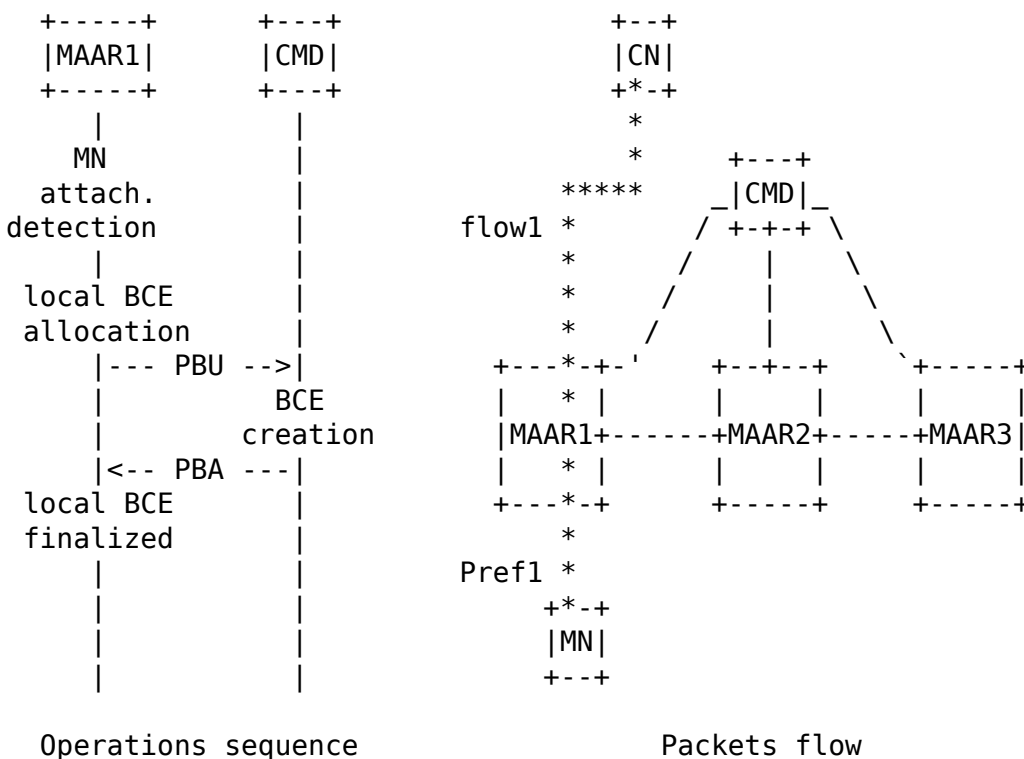 +-----+      +---+                +--+
|MAAR1|      |CMD|                |CN|
+-----+      +---+                +*-+
   |           |                   *
  MN           |                   *     +---+
attach.        |               *****    _|CMD|_
detection      |         flow1 *       / +-+-+ \
   |           |               *      /    |    \
local BCE      |               *     /     |     \
allocation     |               *    /      |      \
   |--- PBU -->|           +---*-+-'    +--+--+    `+-----+
   |          BCE          |   * |      |     |     |     |
   |        creation       |MAAR1+------+MAAR2+-----+MAAR3|
   |<-- PBA ---|           |   * |      |     |     |     |
local BCE      |           +---*-+      +-----+     +-----+
finalized      |               *
   |           |         Pref1 *
   |           |              +*-+
   |           |              |MN|
   |           |              +--+
Operations sequence                  Packets flow